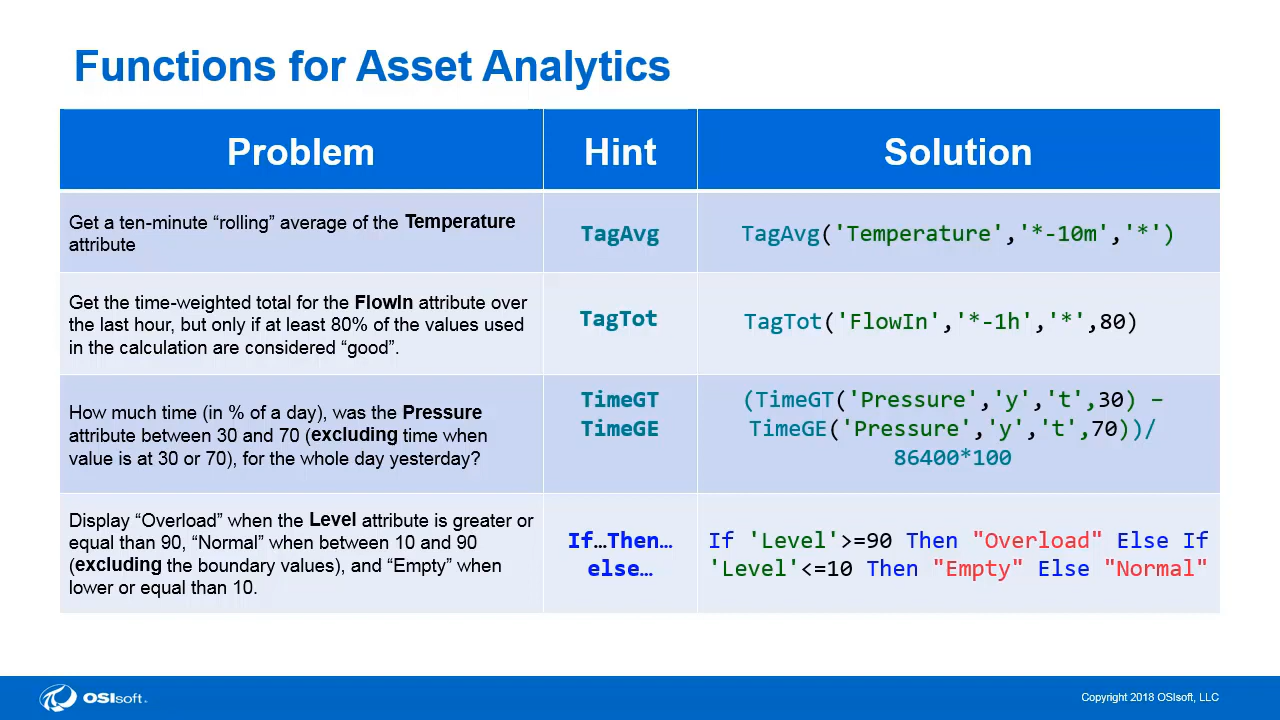 Functions for Asset Analytics
Problem
Hint
Solution
Get a ten-minute “rolling” average of the Temperature
attribute
TagAvg
TagAvg('Temperature','*-10m','*')
Get the time-weighted total for the FlowIn attribute over
the last hour, but only if at least 80% of the values used
in the calculation are considered “good”.
TagTot
TagTot('FlowIn','*-1h','*',80)
How much time (in % of a day), was the Pressure
attribute between 30 and 70 (excluding time when
value is at 30 or 70), for the whole day yesterday?
TimeGT
TimeGE
(TimeGT('Pressure','y','t',30) –
TimeGE('Pressure','y','t',70))/
86400*100
Display “Overload” when the Level attribute is greater or
equal than 90, “Normal” when between 10 and 90
(excluding the boundary values), and “Empty” when
lower or equal than 10.
If…Then…
else…
If 'Level'>=90 Then "Overload" Else If
'Level'<=10 Then "Empty" Else "Normal"
OSIsoft.
Copyright 2018 OSIsoft, LLC